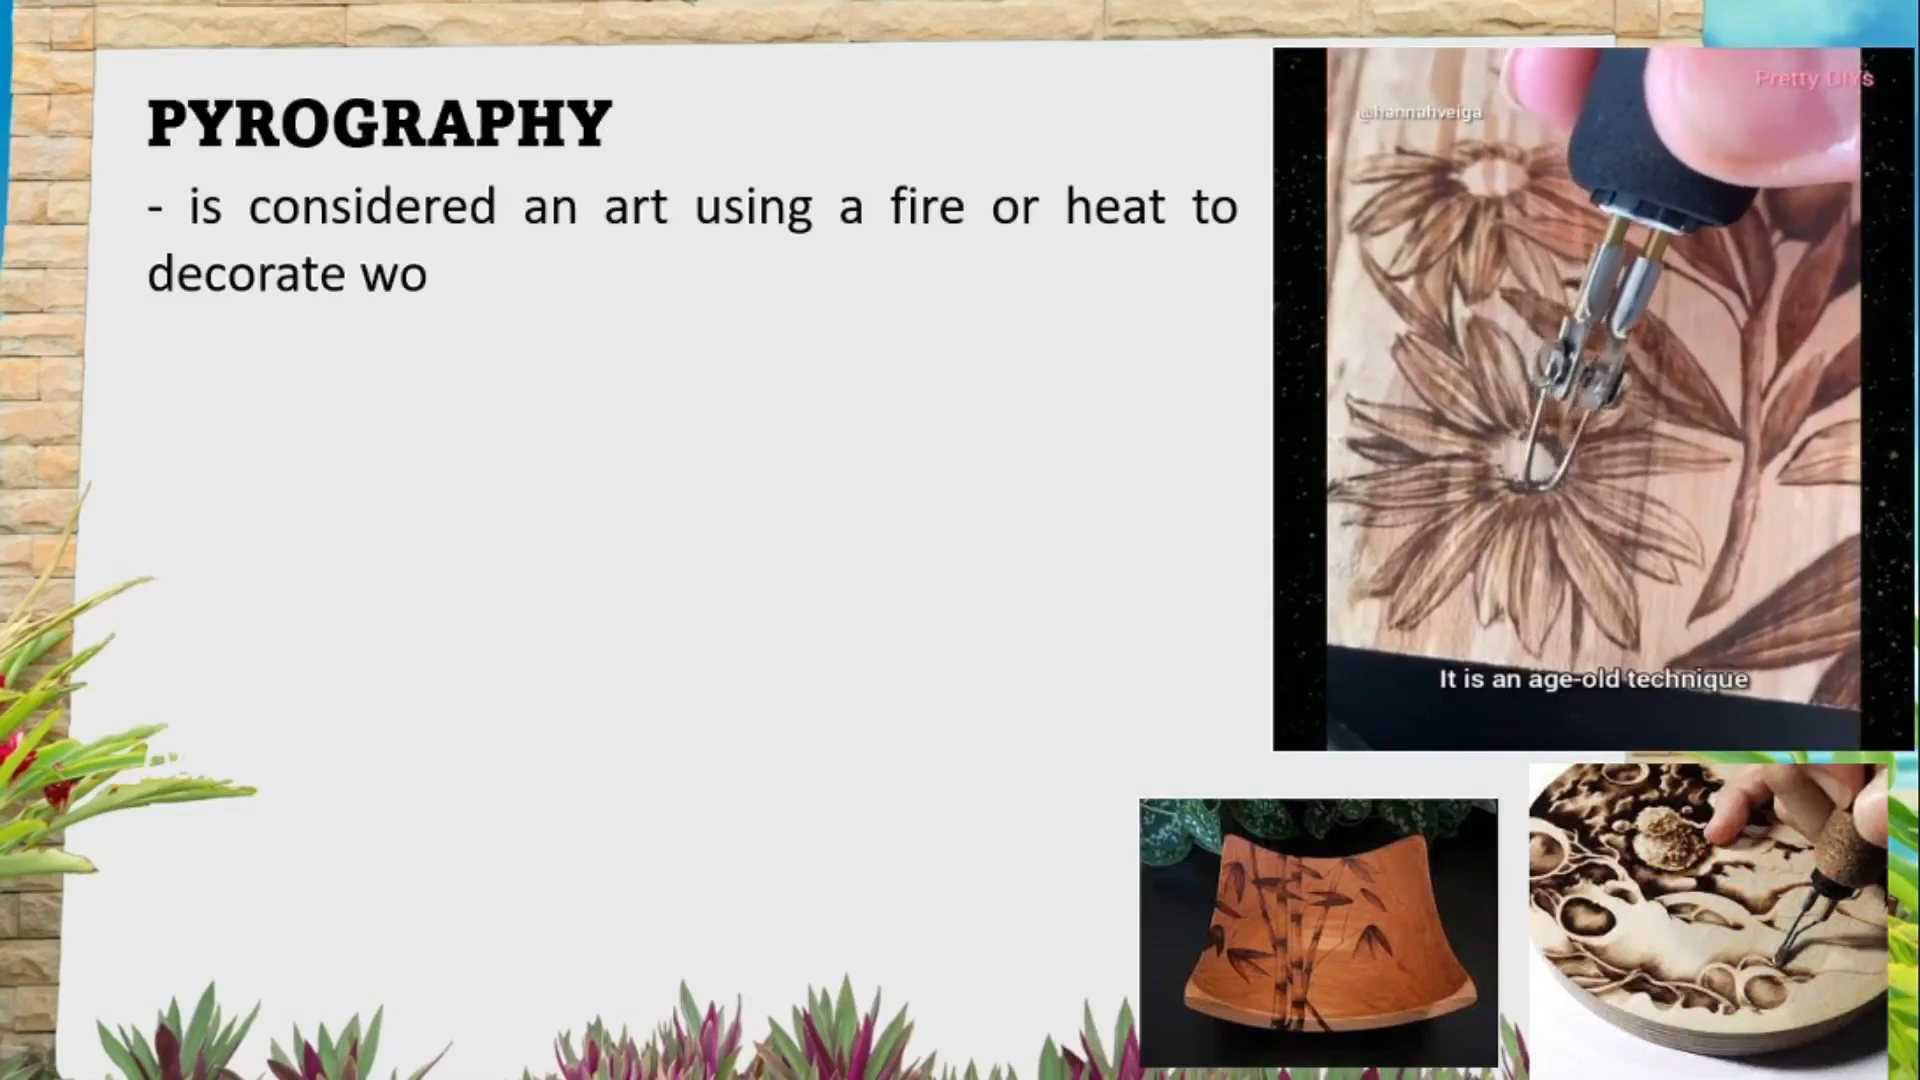 PYROGRAPHY
- is considered an art using a fire or heat to
decorate wo
Pretty DIYs
@hannahveiga
It is an age-old technique